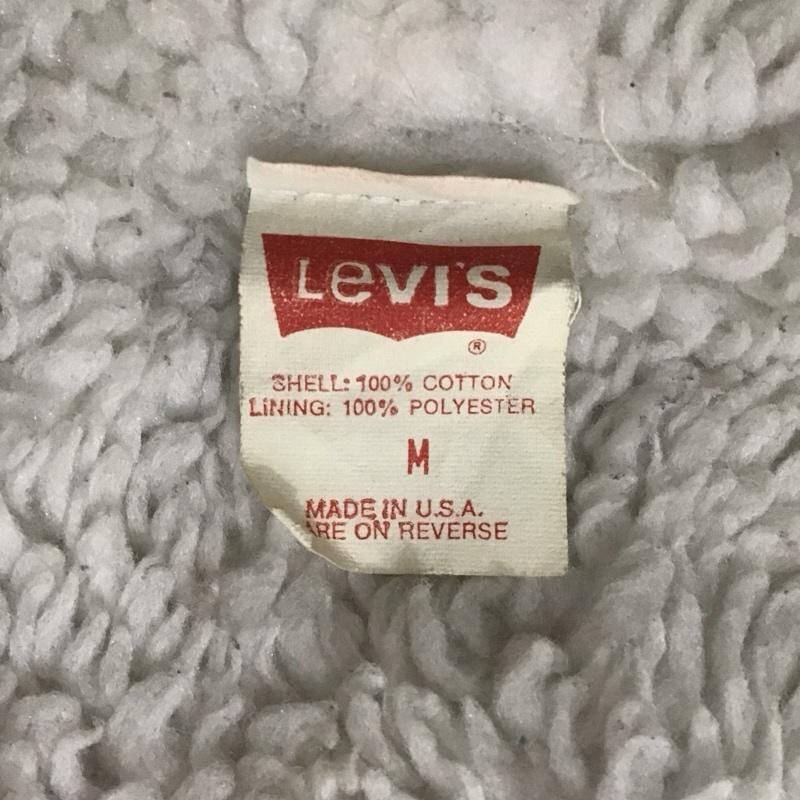 Levi's
®
SHELL: 100% COTTON
LINING: 100% POLYESTER
M
MADE IN U.S.A.
ARE ON REVERSE